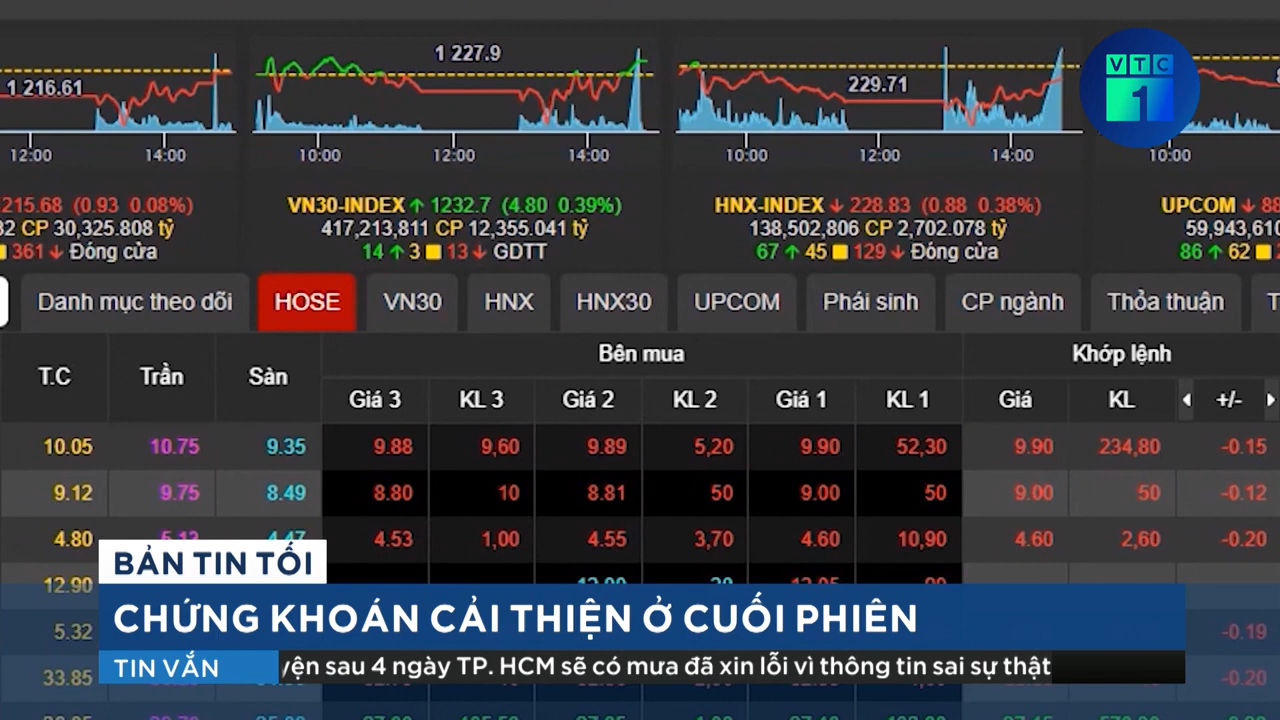 1 216.61
1 227.9
229.71
VTC
1
12:00 14:00
10:00 12:00 14:00
10:00 12:00 14:00
10:00
215.68 (0.93 0.08%)
CP 30,325.808 tỷ
361 Đóng cửa
VN30-INDEX 1232.7 (4.80 0.39%)
417,213,811 CP 12,355.041 tỷ
14 3 13 GDTT
HNX-INDEX 228.83 (0.88 0.38%)
138,502,806 CP 2,702.078 tỷ
67 45 129 Đóng cửa
UPCOM 88
59,943,610
86 62
Danh mục theo dõi HOSE VN30 HNX HNX30 UPCOM Phái sinh CP ngành Thỏa thuận
T.C Trần Sàn Bên mua Khớp lệnh
Giá 3 KL 3 Giá 2 KL 2 Giá 1 KL 1 Giá KL +/-
10.05 10.75 9.35 9.88 9,60 9.89 5,20 9.90 52,30 9.90 234,80 -0.15
9.12 9.75 8.49 8.80 10 8.81 50 9.00 50 9.00 50 -0.12
4.80 5.13 4.47 4.53 1,00 4.55 3,70 4.60 10,90 4.60 2,60 -0.20
12.90
5.32 -0.19
33.85 -0.20
BẢN TIN TỐI
CHỨNG KHOÁN CẢI THIỆN Ở CUỐI PHIÊN
TIN VẮN
yện sau 4 ngày TP. HCM sẽ có mưa đã xin lỗi vì thông tin sai sự thật